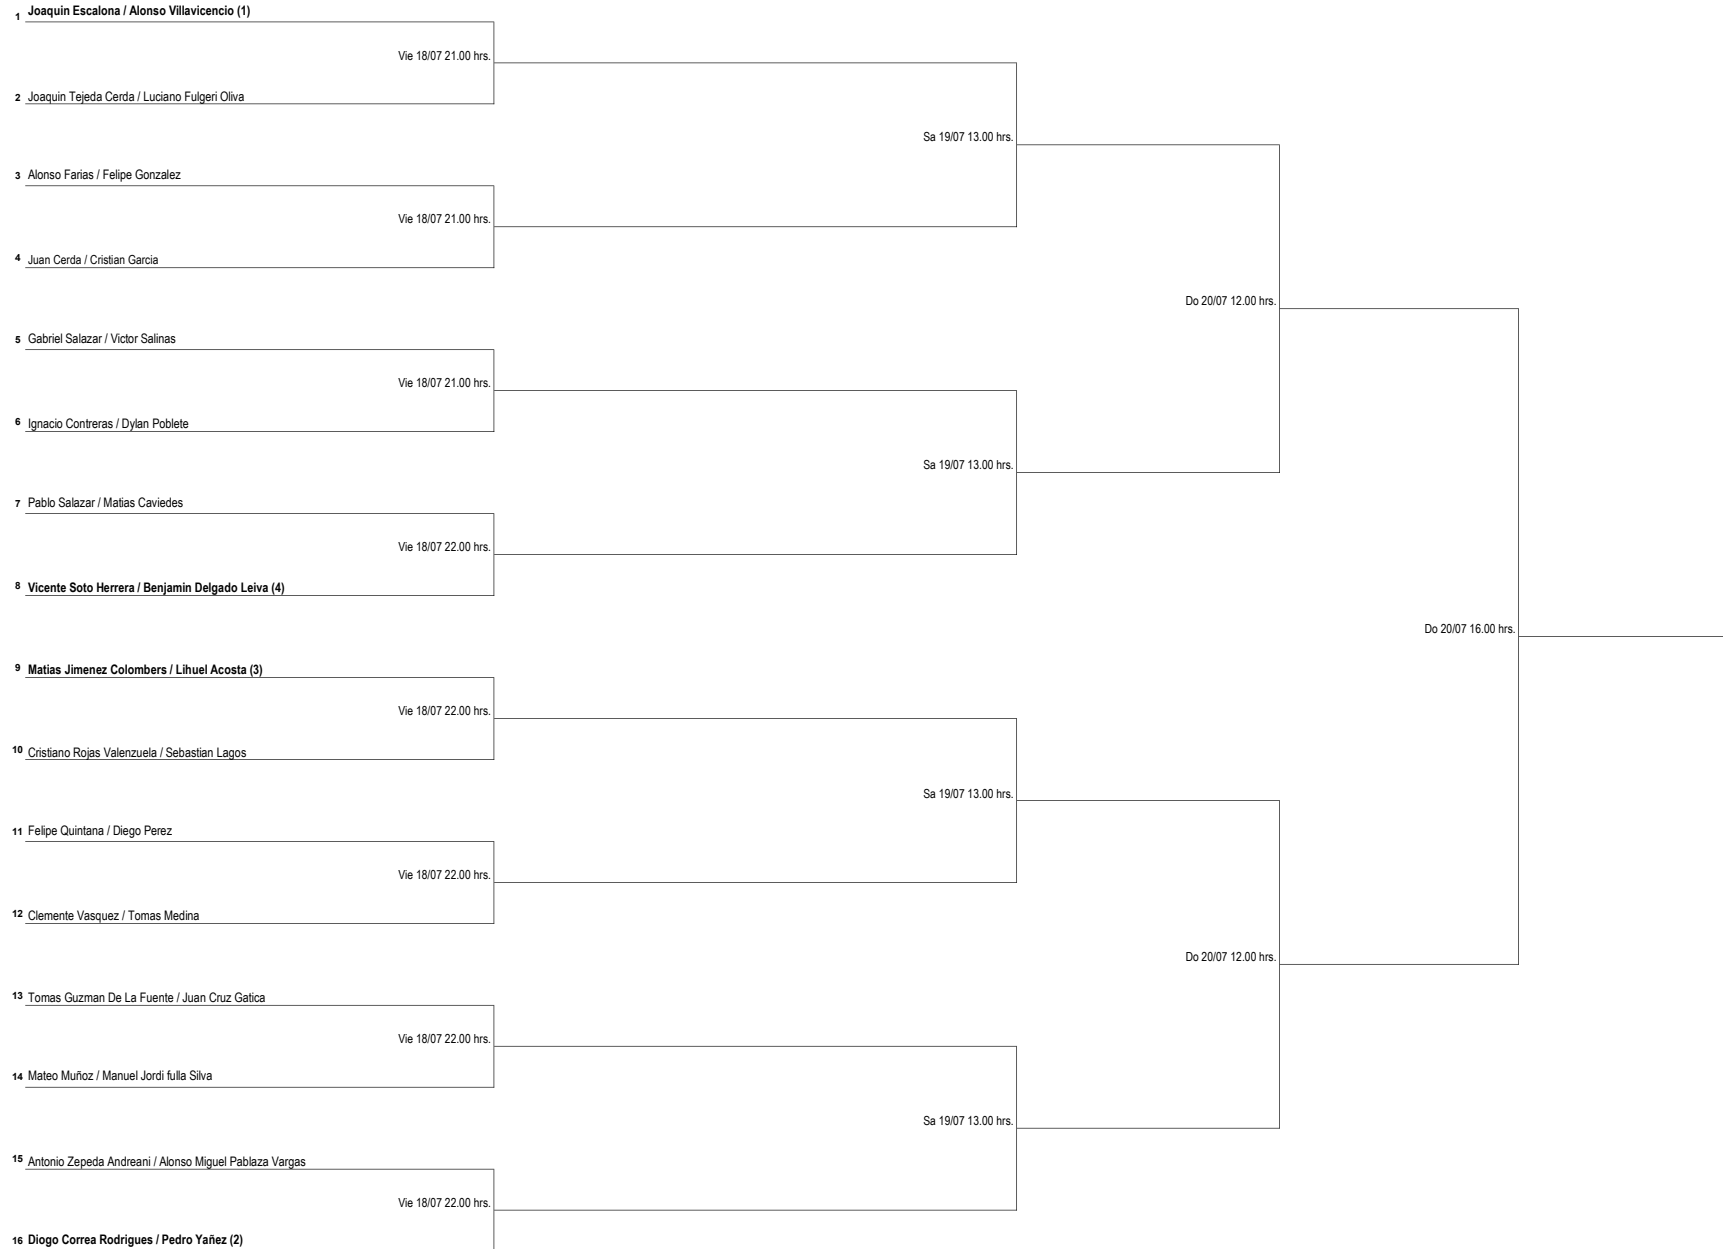 1 Joaquin Escalona / Alonso Villavicencio (1)
Vie 18/07 21.00 hrs.
2 Joaquin Tejeda Cerda / Luciano Fulgeri Oliva
Sa 19/07 13.00 hrs.
3 Alonso Farias / Felipe Gonzalez
Vie 18/07 21.00 hrs.
4 Juan Cerda / Cristian Garcia
Do 20/07 12.00 hrs.
5 Gabriel Salazar / Victor Salinas
Vie 18/07 21.00 hrs.
6 Ignacio Contreras / Dylan Poblete
Sa 19/07 13.00 hrs.
7 Pablo Salazar / Matias Caviedes
Vie 18/07 22.00 hrs.
8 Vicente Soto Herrera / Benjamin Delgado Leiva (4)
Do 20/07 16.00 hrs.
9 Matias Jimenez Colombers / Lihuel Acosta (3)
Vie 18/07 22.00 hrs.
10 Cristiano Rojas Valenzuela / Sebastian Lagos
Sa 19/07 13.00 hrs.
11 Felipe Quintana / Diego Perez
Vie 18/07 22.00 hrs.
12 Clemente Vasquez / Tomas Medina
Do 20/07 12.00 hrs.
13 Tomas Guzman De La Fuente / Juan Cruz Gatica
Vie 18/07 22.00 hrs.
14 Mateo Muñoz / Manuel Jordi fulla Silva
Sa 19/07 13.00 hrs.
15 Antonio Zepeda Andreani / Alonso Miguel Pablaza Vargas
Vie 18/07 22.00 hrs.
16 Diogo Correa Rodrigues / Pedro Yañez (2)